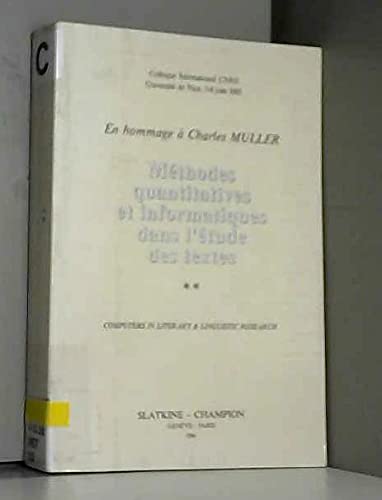 C
Colloque International CNRS
Université de Nice, 5-8 juin 1985
En hommage à Charles MULLER
Méthodes
quantitatives
et informatiques
dans l'étude
des textes
* *
COMPUTERS IN LITERARY & LINGUISTIC RESEARCH
SLATKINE - CHAMPION
GENÈVE - PARIS